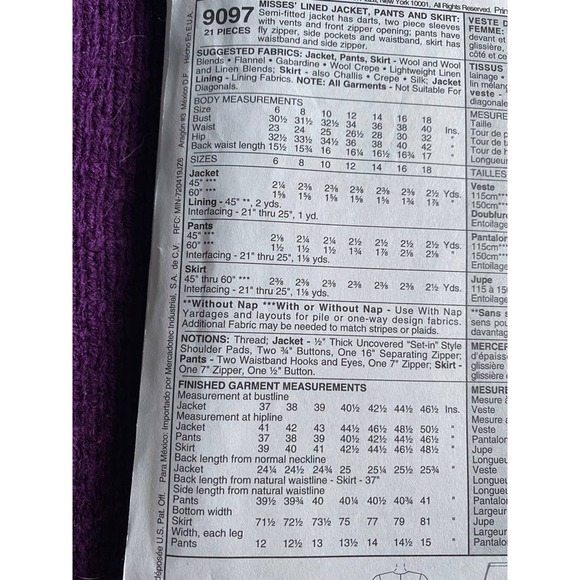 New York 10001, All Rights Reserved. Prin
9097
21 PIECES
MISSES' LINED JACKET, PANTS AND SKIRT:
Semi-fitted jacket has darts, two piece sleeves
with vents and front zipper opening; pants have
fly zipper, side pockets and waistband, skirt has
waistband and side zipper.
SUGGESTED FABRICS: Jacket, Pants, Skirt - Wool and Wool
Blends • Flannel • Gabardine • Wool Crepe • Lightweight Linen
and Linen Blends; Skirt - also Challis • Crepe • Silk; Jacket
Lining - Lining Fabrics. NOTE: All Garments - Not Suitable For
Diagonals.
BODY MEASUREMENTS
Size 6 8 10 12 14 16 18
Bust 30½ 31½ 32½ 34 36 38 40 Ins.
Waist 23 24 25 26½ 28 30 32 "
Hip 32½ 33½ 34½ 36 38 40 42 "
Back waist length 15½ 15¾ 16 16¼ 16½ 16¾ 17 "
SIZES 6 8 10 12 14 16 18
Jacket
45" *** 2¼ 2⅜ 2⅜ 2⅜ 2⅜ 2⅜ 2½ Yds.
60" *** 1⅝ 1⅝ 1⅝ 1⅝ 1⅝ 1¾ 1⅞ "
Lining - 45" **, 2 yds.
Interfacing - 21" thru 25", 1 yd.
Pants
45" *** 2⅛ 2¼ 2¼ 2½ 2½ 2½ 2½ Yds.
60" *** 1½ 1½ 1½ 1¾ 1⅞ 2⅛ 2⅛ "
Interfacing - 21" thru 25", 1⅛ yds.
Skirt
45" thru 60" *** 2⅜ 2⅜ 2⅜ 2⅜ 2⅜ 2½ 2½ Yds.
Interfacing - 21" thru 25", 1⅛ yds.
**Without Nap ***With or Without Nap - Use With Nap
Yardages and layouts for pile or one-way design fabrics.
Additional Fabric may be needed to match stripes or plaids.
NOTIONS: Thread; Jacket - ½" Thick Uncovered "Set-in" Style
Shoulder Pads, Two ¾" Buttons, One 16" Separating Zipper;
Pants - Two Waistband Hooks and Eyes, One 7" Zipper; Skirt -
One 7" Zipper, One ½" Button.
FINISHED GARMENT MEASUREMENTS
Measurement at bustline
Jacket 37 38 39 40½ 42½ 44½ 46½ Ins.
Measurement at hipline
Jacket 41 42 43 44½ 46½ 48½ 50½ "
Pants 37 38 39 40½ 42½ 44½ 46½ "
Skirt 39 40 41 42½ 44½ 46½ 48½ "
Back length from normal neckline
Jacket 24¼ 24½ 24¾ 25 25¼ 25½ 25¾ "
Back length from natural waistline - Skirt - 37"
Side length from natural waistline
Pants 39½ 39¾ 40 40¼ 40½ 40¾ 41 "
Bottom width
Skirt 71½ 72½ 73½ 75 77 79 81 "
Width, each leg
Pants 12 12½ 13 13½ 14 14½ 15 "
VESTE D
FEMME:
devant et
glissière,
côté et ce
TISSUS
lainage •
lin mélang
veste -
diagonale
MESURE
Taille
Tour de p
Tour de ta
Tour de h
Longueur
TAILLES
Veste
115cm***
150cm***
Doublure
Entoilage
Pantalon
115cm***
150cm***
Entoilage
Jupe
115 à 150
Entoilage
**Sans s
sens pou
davantag
MERCER
d'épaisse
glissière
glissière
MESURE
Mesure à
Veste
Mesure à
Veste
Pantalon
Jupe
Longueur
Veste
Longueur
Longueur
Pantalon
Largeur
Jupe
Largeur
Pantalon
Hecho En E.U.A.
Aragón #3 México D.F.
RFC: MIN-720419JZ6
Para México: Importado por Mercadotec Industrial, S.A. de C.V.
déposée U.S. Pat. Off.